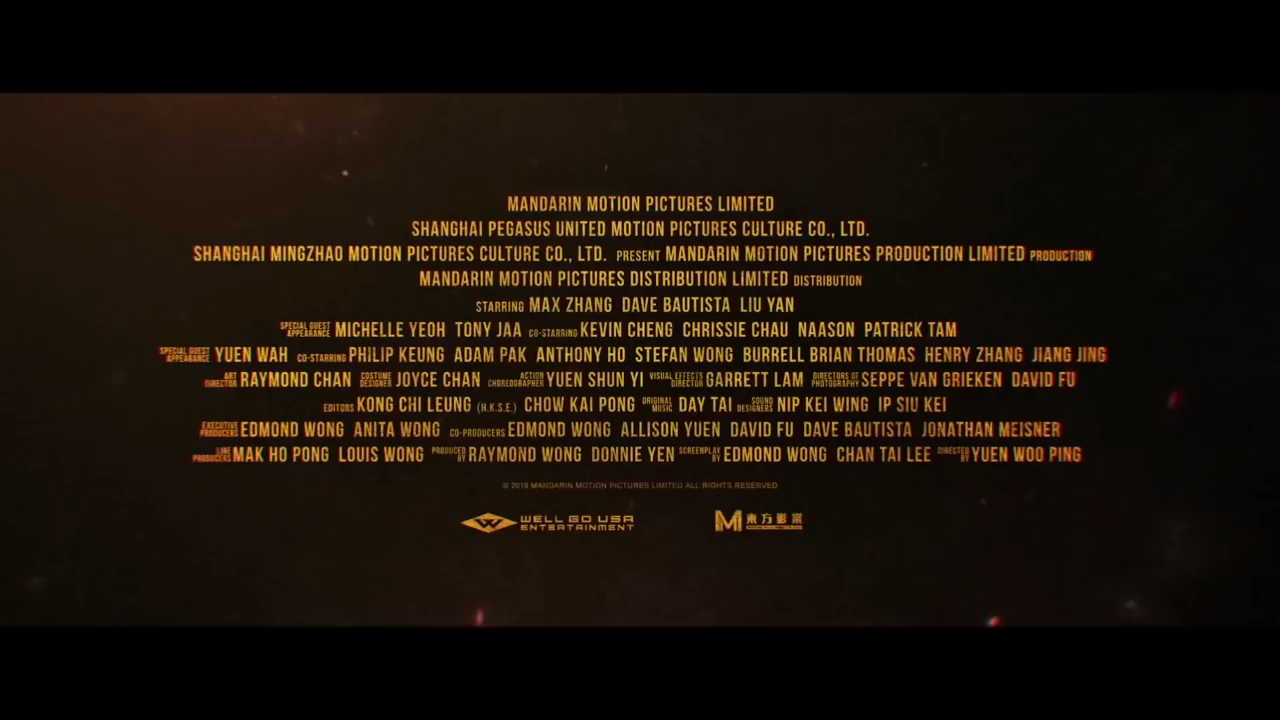 MANDARIN MOTION PICTURES LIMITED
SHANGHAI PEGASUS UNITED MOTION PICTURES CULTURE CO., LTD.
SHANGHAI MINGZHAO MOTION PICTURES CULTURE CO., LTD. PRESENT MANDARIN MOTION PICTURES PRODUCTION LIMITED PRODUCTION
MANDARIN MOTION PICTURES DISTRIBUTION LIMITED DISTRIBUTION
STARRING MAX ZHANG DAVE BAUTISTA LIU YAN
SPECIAL GUEST APPEARANCE MICHELLE YEOH TONY JAA CO-STARRING KEVIN CHENG CHRISSIE CHAU NAASON PATRICK TAM
SPECIAL GUEST APPEARANCE YUEN WAH CO-STARRING PHILIP KEUNG ADAM PAK ANTHONY HO STEFAN WONG BURRELL BRIAN THOMAS HENRY ZHANG JIANG JING
ART DIRECTOR RAYMOND CHAN COSTUME DESIGNER JOYCE CHAN ACTION CHOREOGRAPHER YUEN SHUN YI VISUAL EFFECTS DIRECTOR GARRETT LAM DIRECTORS OF PHOTOGRAPHY SEPPE VAN GRIEKEN DAVID FU
EDITORS KONG CHI LEUNG (H.K.S.E.) CHOW KAI PONG ORIGINAL MUSIC DAY TAI SOUND DESIGNERS NIP KEI WING IP SIU KEI
EXECUTIVE PRODUCERS EDMOND WONG ANITA WONG CO-PRODUCERS EDMOND WONG ALLISON YUEN DAVID FU DAVE BAUTISTA JONATHAN MEISNER
LINE PRODUCERS MAK HO PONG LOUIS WONG PRODUCED BY RAYMOND WONG DONNIE YEN SCREENPLAY BY EDMOND WONG CHAN TAI LEE DIRECTED BY YUEN WOO PING
© 2019 MANDARIN MOTION PICTURES LIMITED ALL RIGHTS RESERVED
WELL GO USA ENTERTAINMENT
M 東方影業